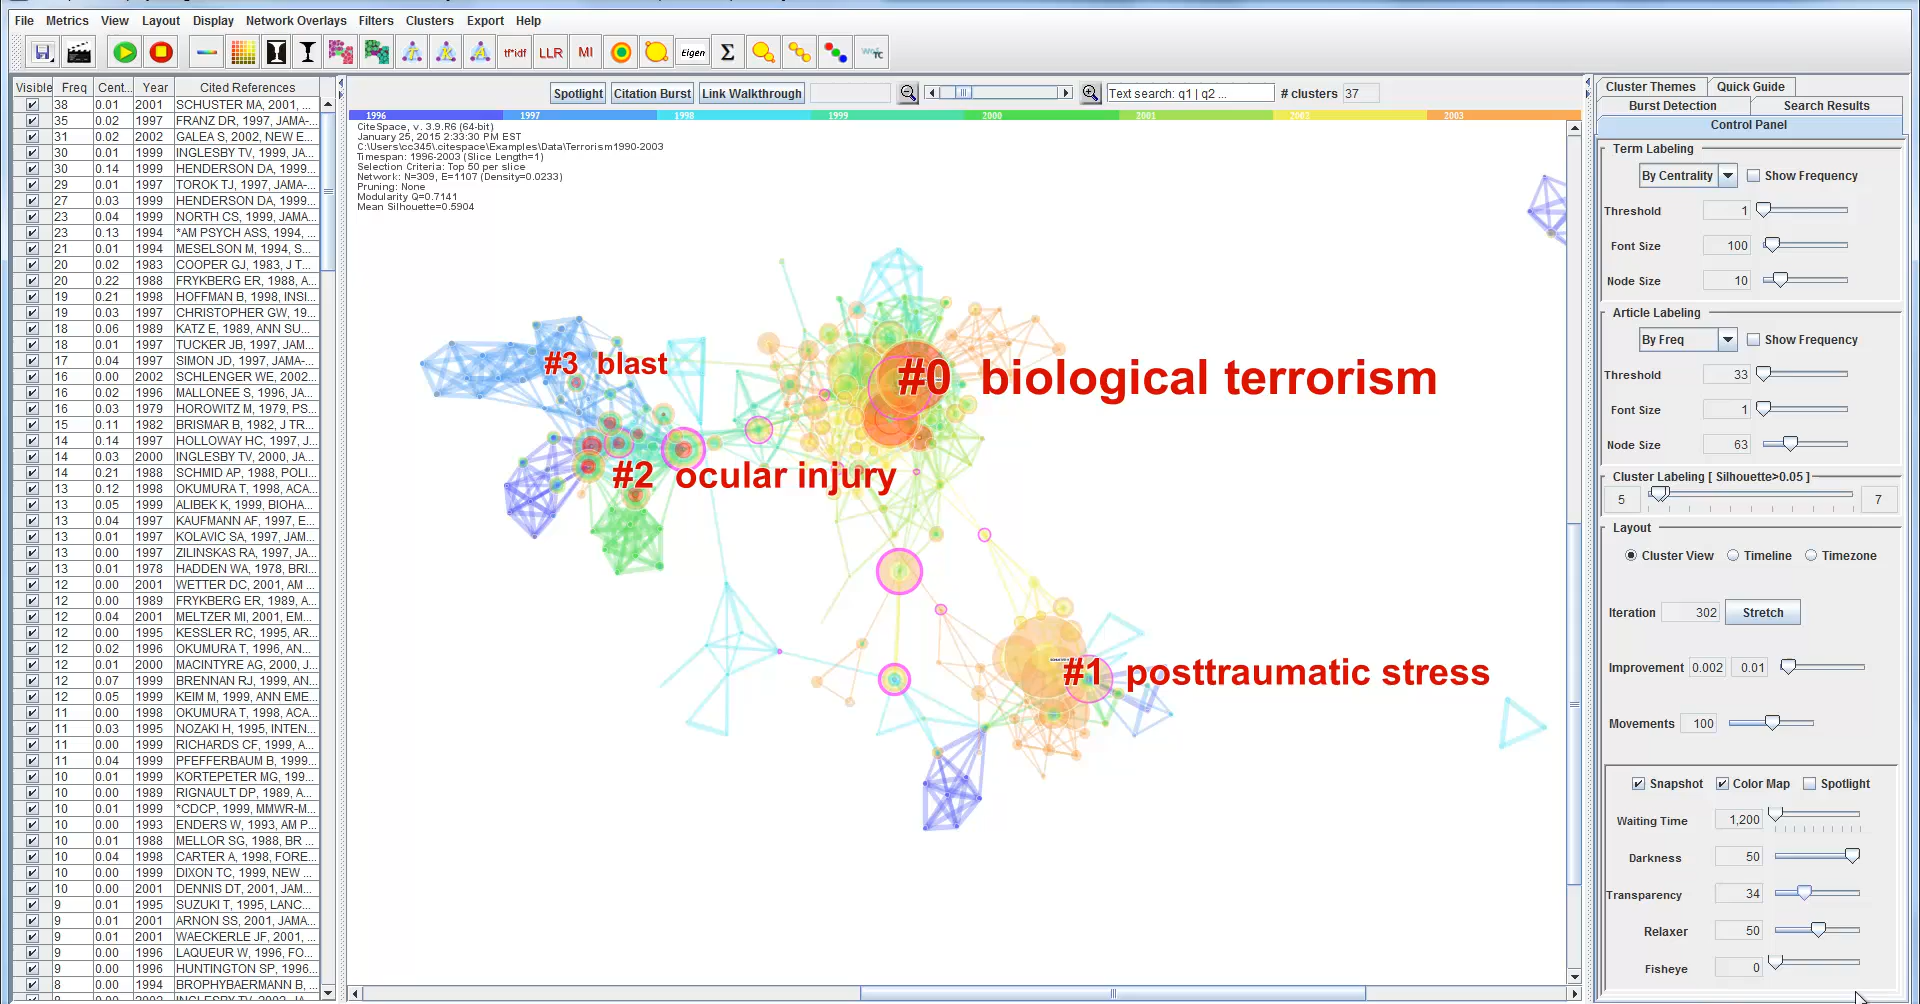 File Metrics View Layout Display Network Overlays Filters Clusters Export Help
tf*idf LLR MI Eigen Σ
Visible Freq Cent... Year Cited References
38 0.01 2001 SCHUSTER MA, 2001, ...
35 0.02 1997 FRANZ DR, 1997, JAMA-...
31 0.02 2002 GALEA S, 2002, NEW E...
30 0.01 1999 INGLESBY TV, 1999, JA...
30 0.14 1999 HENDERSON DA, 1999...
29 0.01 1997 TOROK TJ, 1997, JAMA-...
27 0.03 1999 HENDERSON DA, 1999...
23 0.04 1999 NORTH CS, 1999, JAMA...
23 0.13 1994 *AM PSYCH ASS, 1994, ...
21 0.01 1994 MESELSON M, 1994, S...
20 0.02 1983 COOPER GJ, 1983, J T...
20 0.22 1988 FRYKBERG ER, 1988, A...
19 0.21 1998 HOFFMAN B, 1998, INSI...
19 0.03 1997 CHRISTOPHER GW, 19...
18 0.06 1989 KATZ E, 1989, ANN SU...
18 0.01 1997 TUCKER JB, 1997, JAM...
17 0.04 1997 SIMON JD, 1997, JAMA-...
16 0.00 2002 SCHLENGER WE, 2002...
16 0.02 1996 MALLONEE S, 1996, JA...
16 0.03 1979 HOROWITZ M, 1979, PS...
15 0.11 1982 BRISMAR B, 1982, J TR...
14 0.14 1997 HOLLOWAY HC, 1997, J...
14 0.03 2000 INGLESBY TV, 2000, JA...
14 0.21 1988 SCHMID AP, 1988, POLI...
13 0.12 1998 OKUMURA T, 1998, ACA...
13 0.05 1999 ALIBEK K, 1999, BIOHA...
13 0.04 1997 KAUFMANN AF, 1997, E...
13 0.01 1997 KOLAVIC SA, 1997, JAM...
13 0.00 1997 ZILINSKAS RA, 1997, JA...
13 0.01 1978 HADDEN WA, 1978, BRI...
12 0.00 2001 WETTER DC, 2001, AM ...
12 0.00 1989 FRYKBERG ER, 1989, A...
12 0.04 2001 MELTZER MI, 2001, EM...
12 0.00 1995 KESSLER RC, 1995, AR...
12 0.02 1996 OKUMURA T, 1996, AN...
12 0.01 2000 MACINTYRE AG, 2000, J...
12 0.07 1999 BRENNAN RJ, 1999, AN...
12 0.05 1999 KEIM M, 1999, ANN EME...
11 0.00 1998 OKUMURA T, 1998, ACA...
11 0.03 1995 NOZAKI H, 1995, INTEN...
11 0.00 1999 RICHARDS CF, 1999, A...
11 0.04 1999 PFEFFERBAUM B, 1999...
10 0.01 1999 KORTEPETER MG, 199...
10 0.00 1989 RIGNAULT DP, 1989, A...
10 0.01 1999 *CDCP, 1999, MMWR-M...
10 0.00 1993 ENDERS W, 1993, AM P...
10 0.01 1988 MELLOR SG, 1988, BR ...
10 0.04 1998 CARTER A, 1998, FORE...
10 0.00 1999 DIXON TC, 1999, NEW ...
10 0.00 2001 DENNIS DT, 2001, JAM...
9 0.01 1995 SUZUKI T, 1995, LANC...
9 0.01 2001 ARNON SS, 2001, JAMA...
9 0.01 2001 WAECKERLE JF, 2001, ...
9 0.00 1996 LAQUEUR W, 1996, FO...
9 0.00 1996 HUNTINGTON SP, 1996...
8 0.00 1994 BROPHYBAERMANN B, ...
Spotlight Citation Burst Link Walkthrough Text search: q1 | q2 ... # clusters 37
1996 1997 1998 1999 2000 2001 2002 2003
CiteSpace, v. 3.9.R6 (64-bit)
January 25, 2015 2:33:30 PM EST
C:\Users\cc345\.citespace\Examples\Data\Terrorism1990-2003
Timespan: 1996-2003 (Slice Length=1)
Selection Criteria: Top 50 per slice
Network: N=309, E=1107 (Density=0.0233)
Pruning: None
Modularity Q=0.7141
Mean Silhouette=0.5904
#3 blast
#0 biological terrorism
#2 ocular injury
#1 posttraumatic stress
Cluster Themes Quick Guide
Burst Detection Search Results
Control Panel
Term Labeling
By Centrality Show Frequency
Threshold 1
Font Size 100
Node Size 10
Article Labeling
By Freq Show Frequency
Threshold 33
Font Size 1
Node Size 63
Cluster Labeling [ Silhouette>0.05 ]
5 7
Layout
Cluster View Timeline Timezone
Iteration 302 Stretch
Improvement 0.002 0.01
Movements 100
Snapshot Color Map Spotlight
Waiting Time 1,200
Darkness 50
Transparency 34
Relaxer 50
Fisheye 0